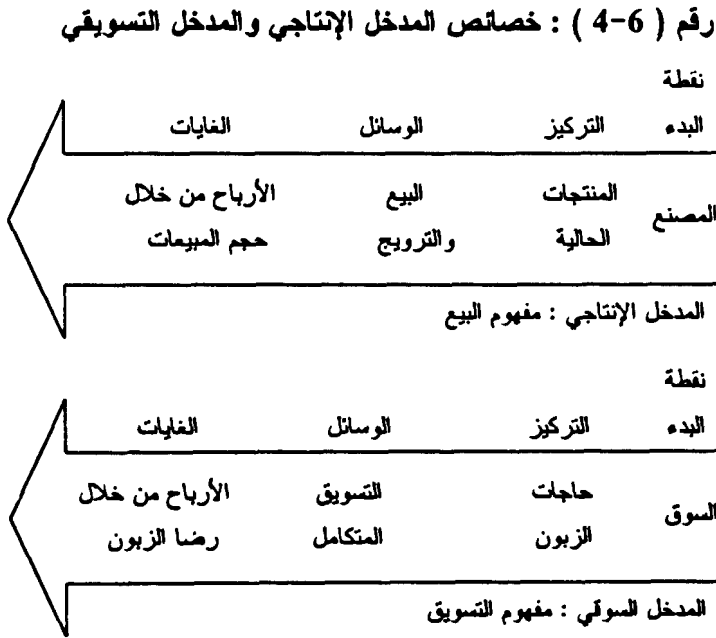 رقم ( 6-4 ) : خصائص المدخل الإنتاجي والمدخل التسويقي
نقطة
البدء التركيز الوسائل الغايات
المصنع
المنتجات البيع الأرباح من خلال
الحالية والترويج حجم المبيعات
المدخل الإنتاجي : مفهوم البيع
نقطة
البدء التركيز الوسائل الغايات
السوق
حاجات التسويق الأرباح من خلال
الزبون المتكامل رضا الزبون
المدخل السوقي : مفهوم التسويق